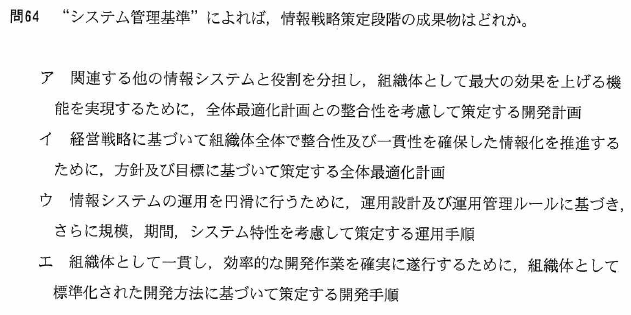 問64　“システム管理基準”によれば，情報戦略策定段階の成果物はどれか。
ア　関連する他の情報システムと役割を分担し，組織体として最大の効果を上げる機
能を実現するために，全体最適化計画との整合性を考慮して策定する開発計画
イ　経営戦略に基づいて組織体全体で整合性及び一貫性を確保した情報化を推進する
ために，方針及び目標に基づいて策定する全体最適化計画
ウ　情報システムの運用を円滑に行うために，運用設計及び運用管理ルールに基づき，
さらに規模，期間，システム特性を考慮して策定する運用手順
エ　組織体として一貫し，効率的な開発作業を確実に遂行するために，組織体として
標準化された開発方法に基づいて策定する開発手順